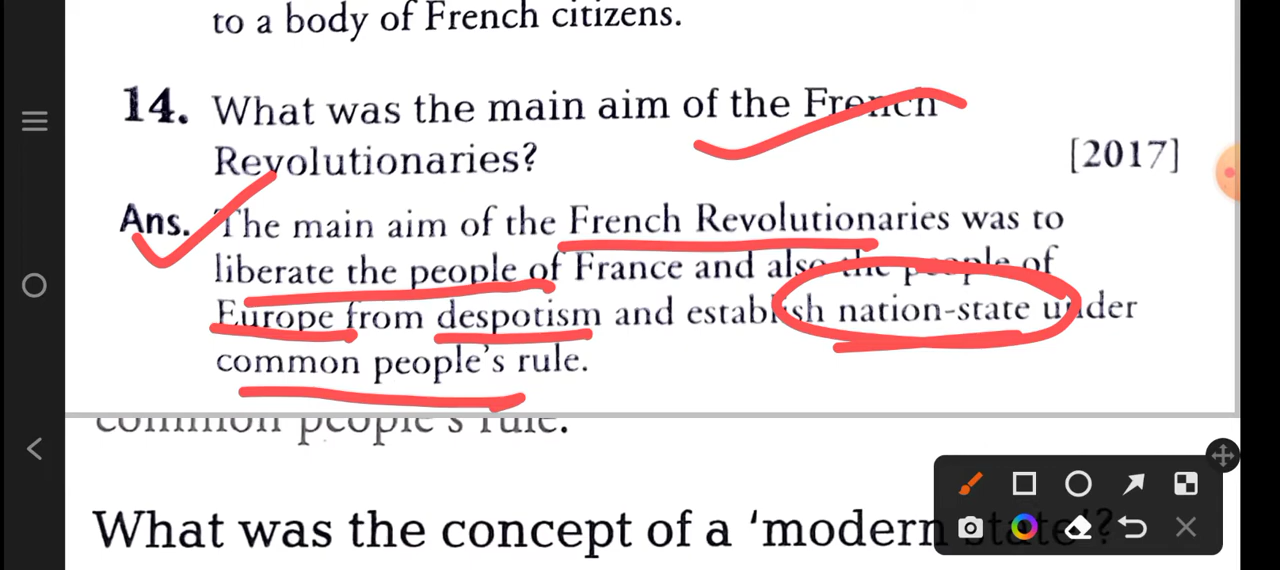 to a body of French citizens.
14. What was the main aim of the French
Revolutionaries? [2017]
Ans. The main aim of the French Revolutionaries was to
liberate the people of France and also the people of
Europe from despotism and establish nation-state under
common people's rule.
common people's rule.
What was the concept of a 'modern state'?